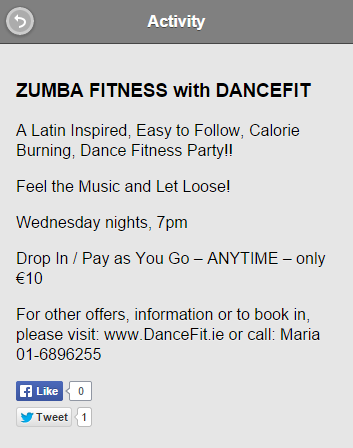 Activity
ZUMBA FITNESS with DANCEFIT
A Latin Inspired, Easy to Follow, Calorie
Burning, Dance Fitness Party!!
Feel the Music and Let Loose!
Wednesday nights, 7pm
Drop In / Pay as You Go – ANYTIME – only
€10
For other offers, information or to book in,
please visit: www.DanceFit.ie or call: Maria
01-6896255
Like 0
Tweet 1